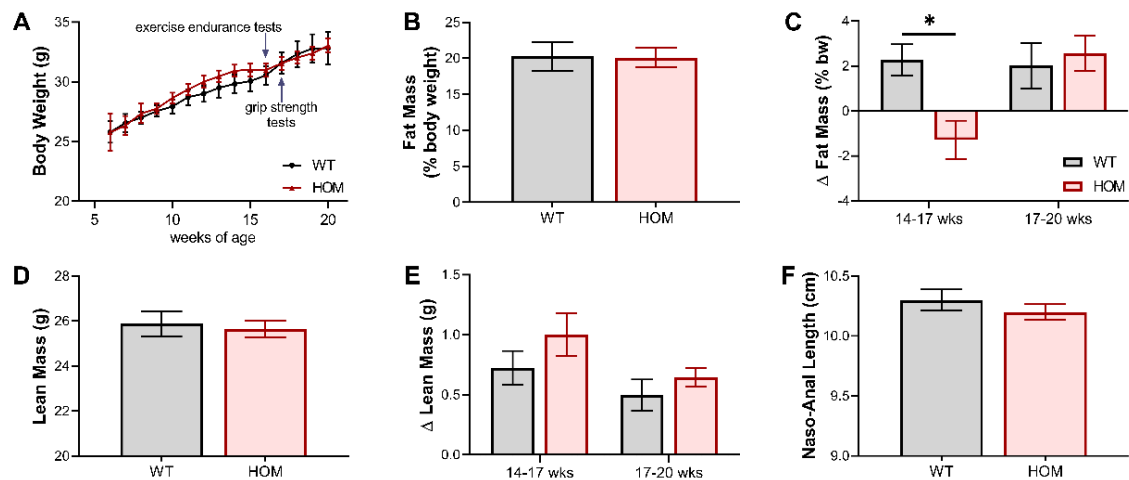 A
exercise endurance tests
grip strength
tests
Body Weight (g)
35
30
25
20
5
10
15
20
weeks of age
WT
HOM
B
Fat Mass
(% body weight)
25
20
15
10
5
0
WT
HOM
C
*
Δ Fat Mass (% bw)
4
2
0
-2
-4
WT
HOM
14-17 wks
17-20 wks
D
Lean Mass (g)
28
26
24
22
20
WT
HOM
E
Δ Lean Mass (g)
1.5
1.0
0.5
0.0
14-17 wks
17-20 wks
F
Naso-Anal Length (cm)
10.5
10.0
9.5
9.0
WT
HOM